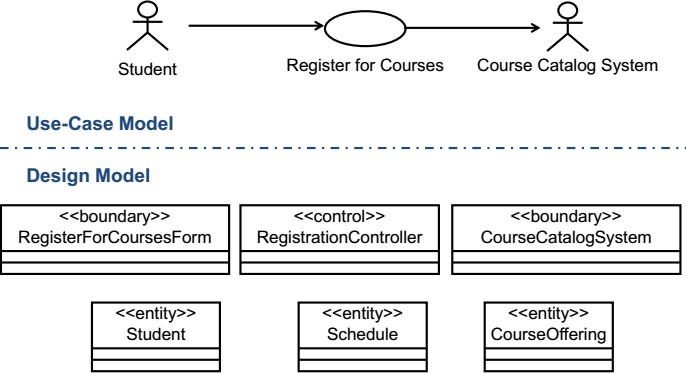 Student
Register for Courses
Course Catalog System
Use-Case Model
Design Model
<<boundary>>
RegisterForCoursesForm
<<control>>
RegistrationController
<<boundary>>
CourseCatalogSystem
<<entity>>
Student
<<entity>>
Schedule
<<entity>>
CourseOffering